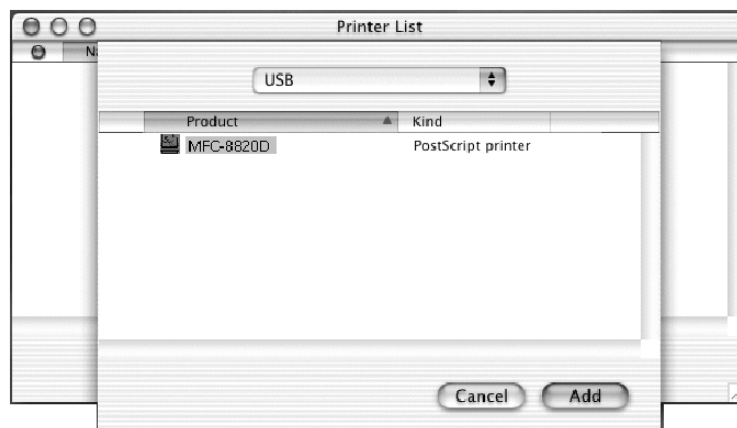 Printer List
USB
Product Kind
MFC-8820D PostScript printer
Cancel Add